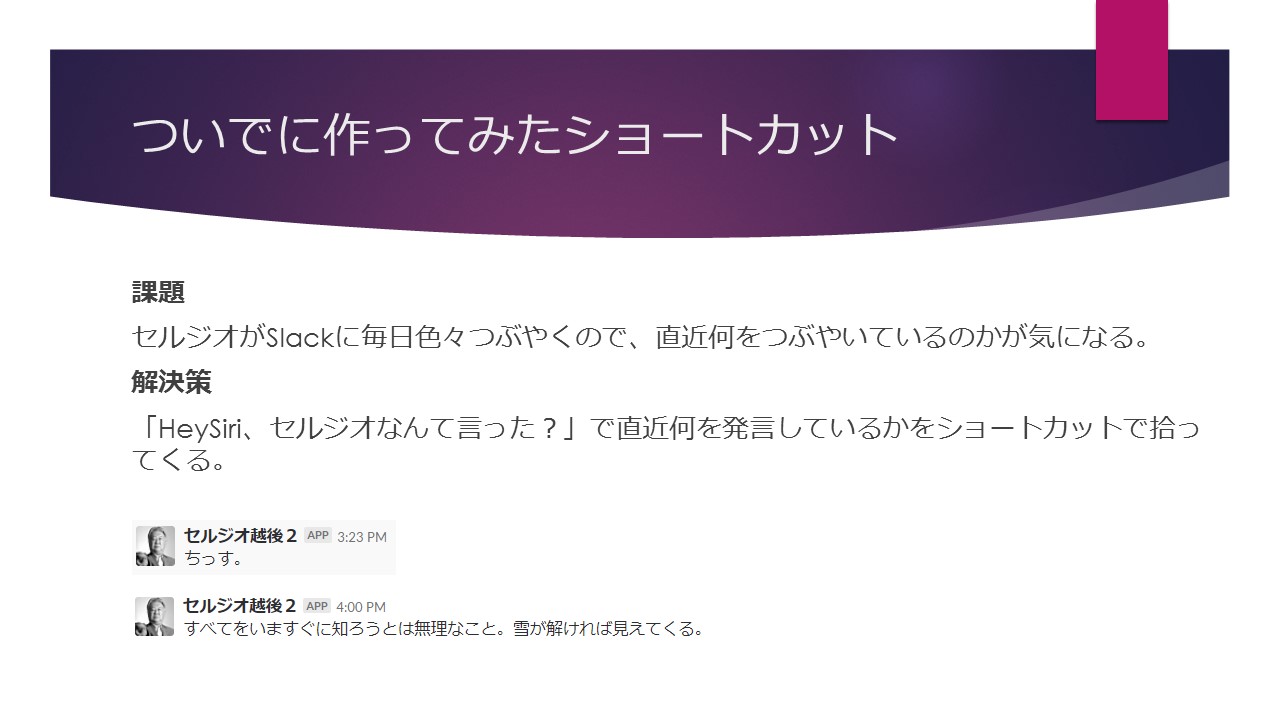 ついでに作ってみたショートカット
課題
セルジオがSlackに毎日色々つぶやくので、直近何をつぶやいているのかが気になる。
解決策
「HeySiri、セルジオなんて言った？」で直近何を発言しているかをショートカットで拾っ
てくる。
セルジオ越後２ APP 3:23 PM
ちっす。
セルジオ越後２ APP 4:00 PM
すべてをいますぐに知ろうとは無理なこと。雪が解ければ見えてくる。